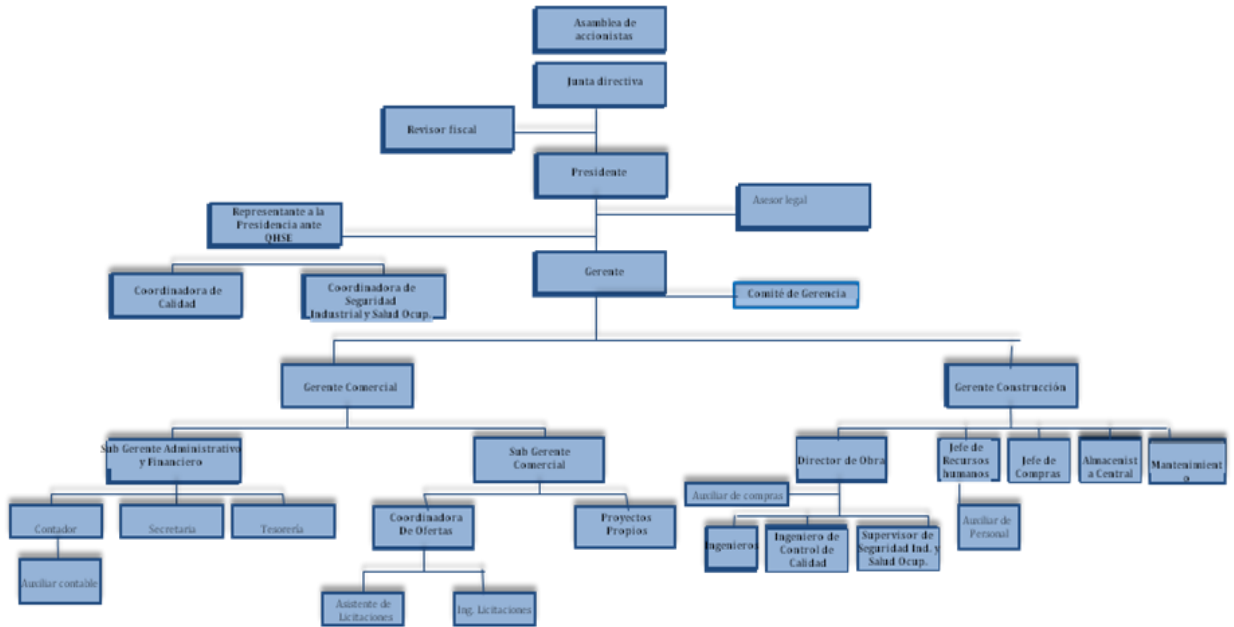 Asamblea de
accionistas
Junta directiva
Revisor fiscal
Presidente
Asesor legal
Representante a la
Presidencia ante
QHSE
Gerente
Coordinadora de
Calidad
Coordinadora de
Seguridad
Industrial y Salud Ocup.
Comité de Gerencia
Gerente Comercial
Gerente Construcción
Sub Gerente Administrativo
y Financiero
Sub Gerente
Comercial
Director de Obra
Jefe de
Recursos
humanos
Jefe de
Compras
Almacenist
a Central
Mantenimient
o
Auxiliar de compras
Contador
Secretaria
Tesorería
Coordinadora
De Ofertas
Proyectos
Propios
Ingenieros
Ingeniero de
Control de
Calidad
Supervisor de
Seguridad Ind. y
Salud Ocup.
Auxiliar de
Personal
Auxiliar contable
Asistente de
Licitaciones
Ing. Licitaciones